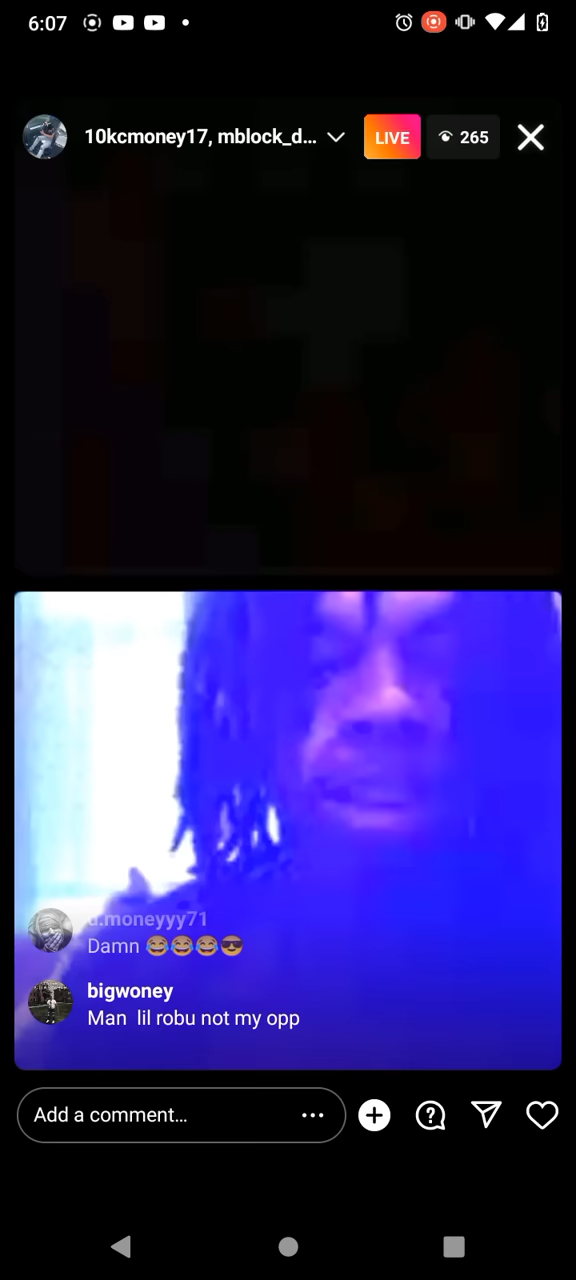 6:07
10kcmoney17, mblock_d...
LIVE
265
d.moneyyy71
Damn 😂😂😂😎
bigwoney
Man lil robu not my opp
Add a comment...